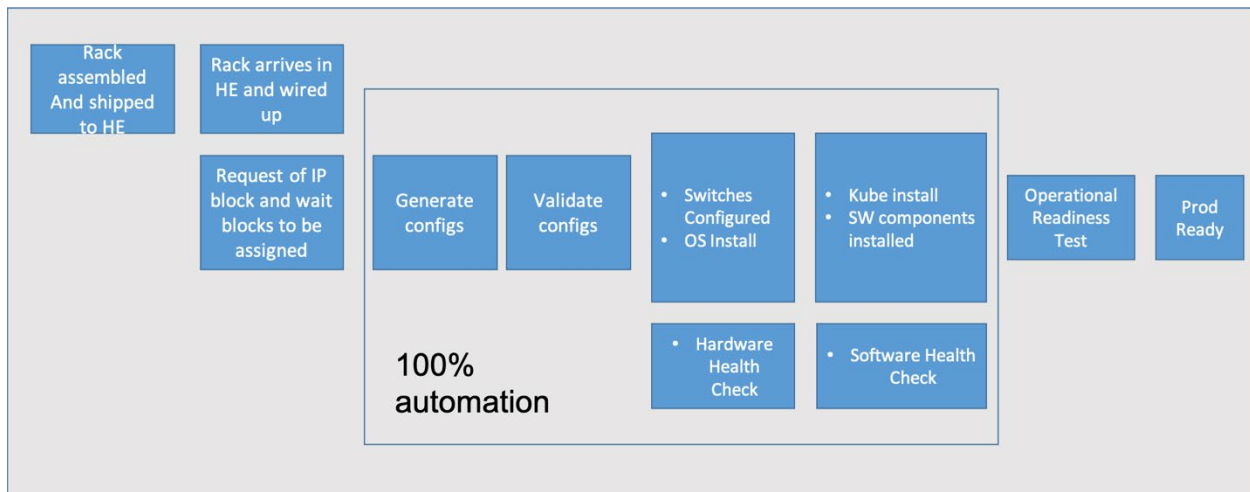 Rack
assembled
And shipped
to HE
Rack arrives in
HE and wired
up
Request of IP
block and wait
blocks to be
assigned
Generate
configs
Validate
configs
• Switches
Configured
• OS Install
• Kube install
• SW components
installed
Operational
Readiness
Test
Prod
Ready
• Hardware
Health
Check
• Software Health
Check
100%
automation